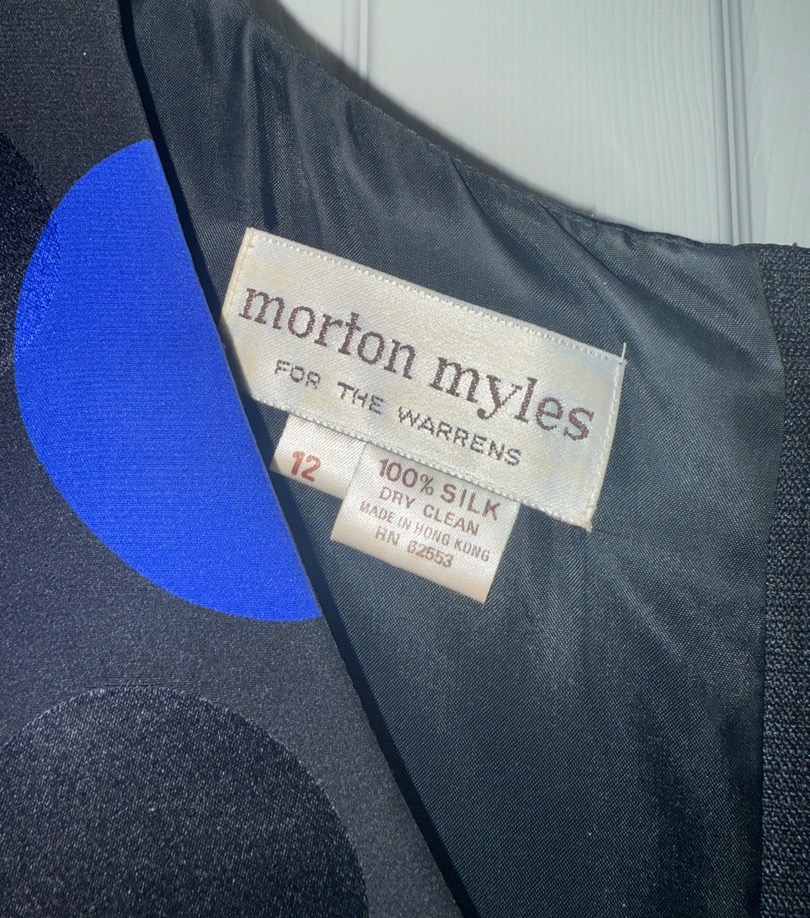 morton myles
FOR THE WARRENS
12
100% SILK
DRY CLEAN
MADE IN HONG KONG
RN 62553